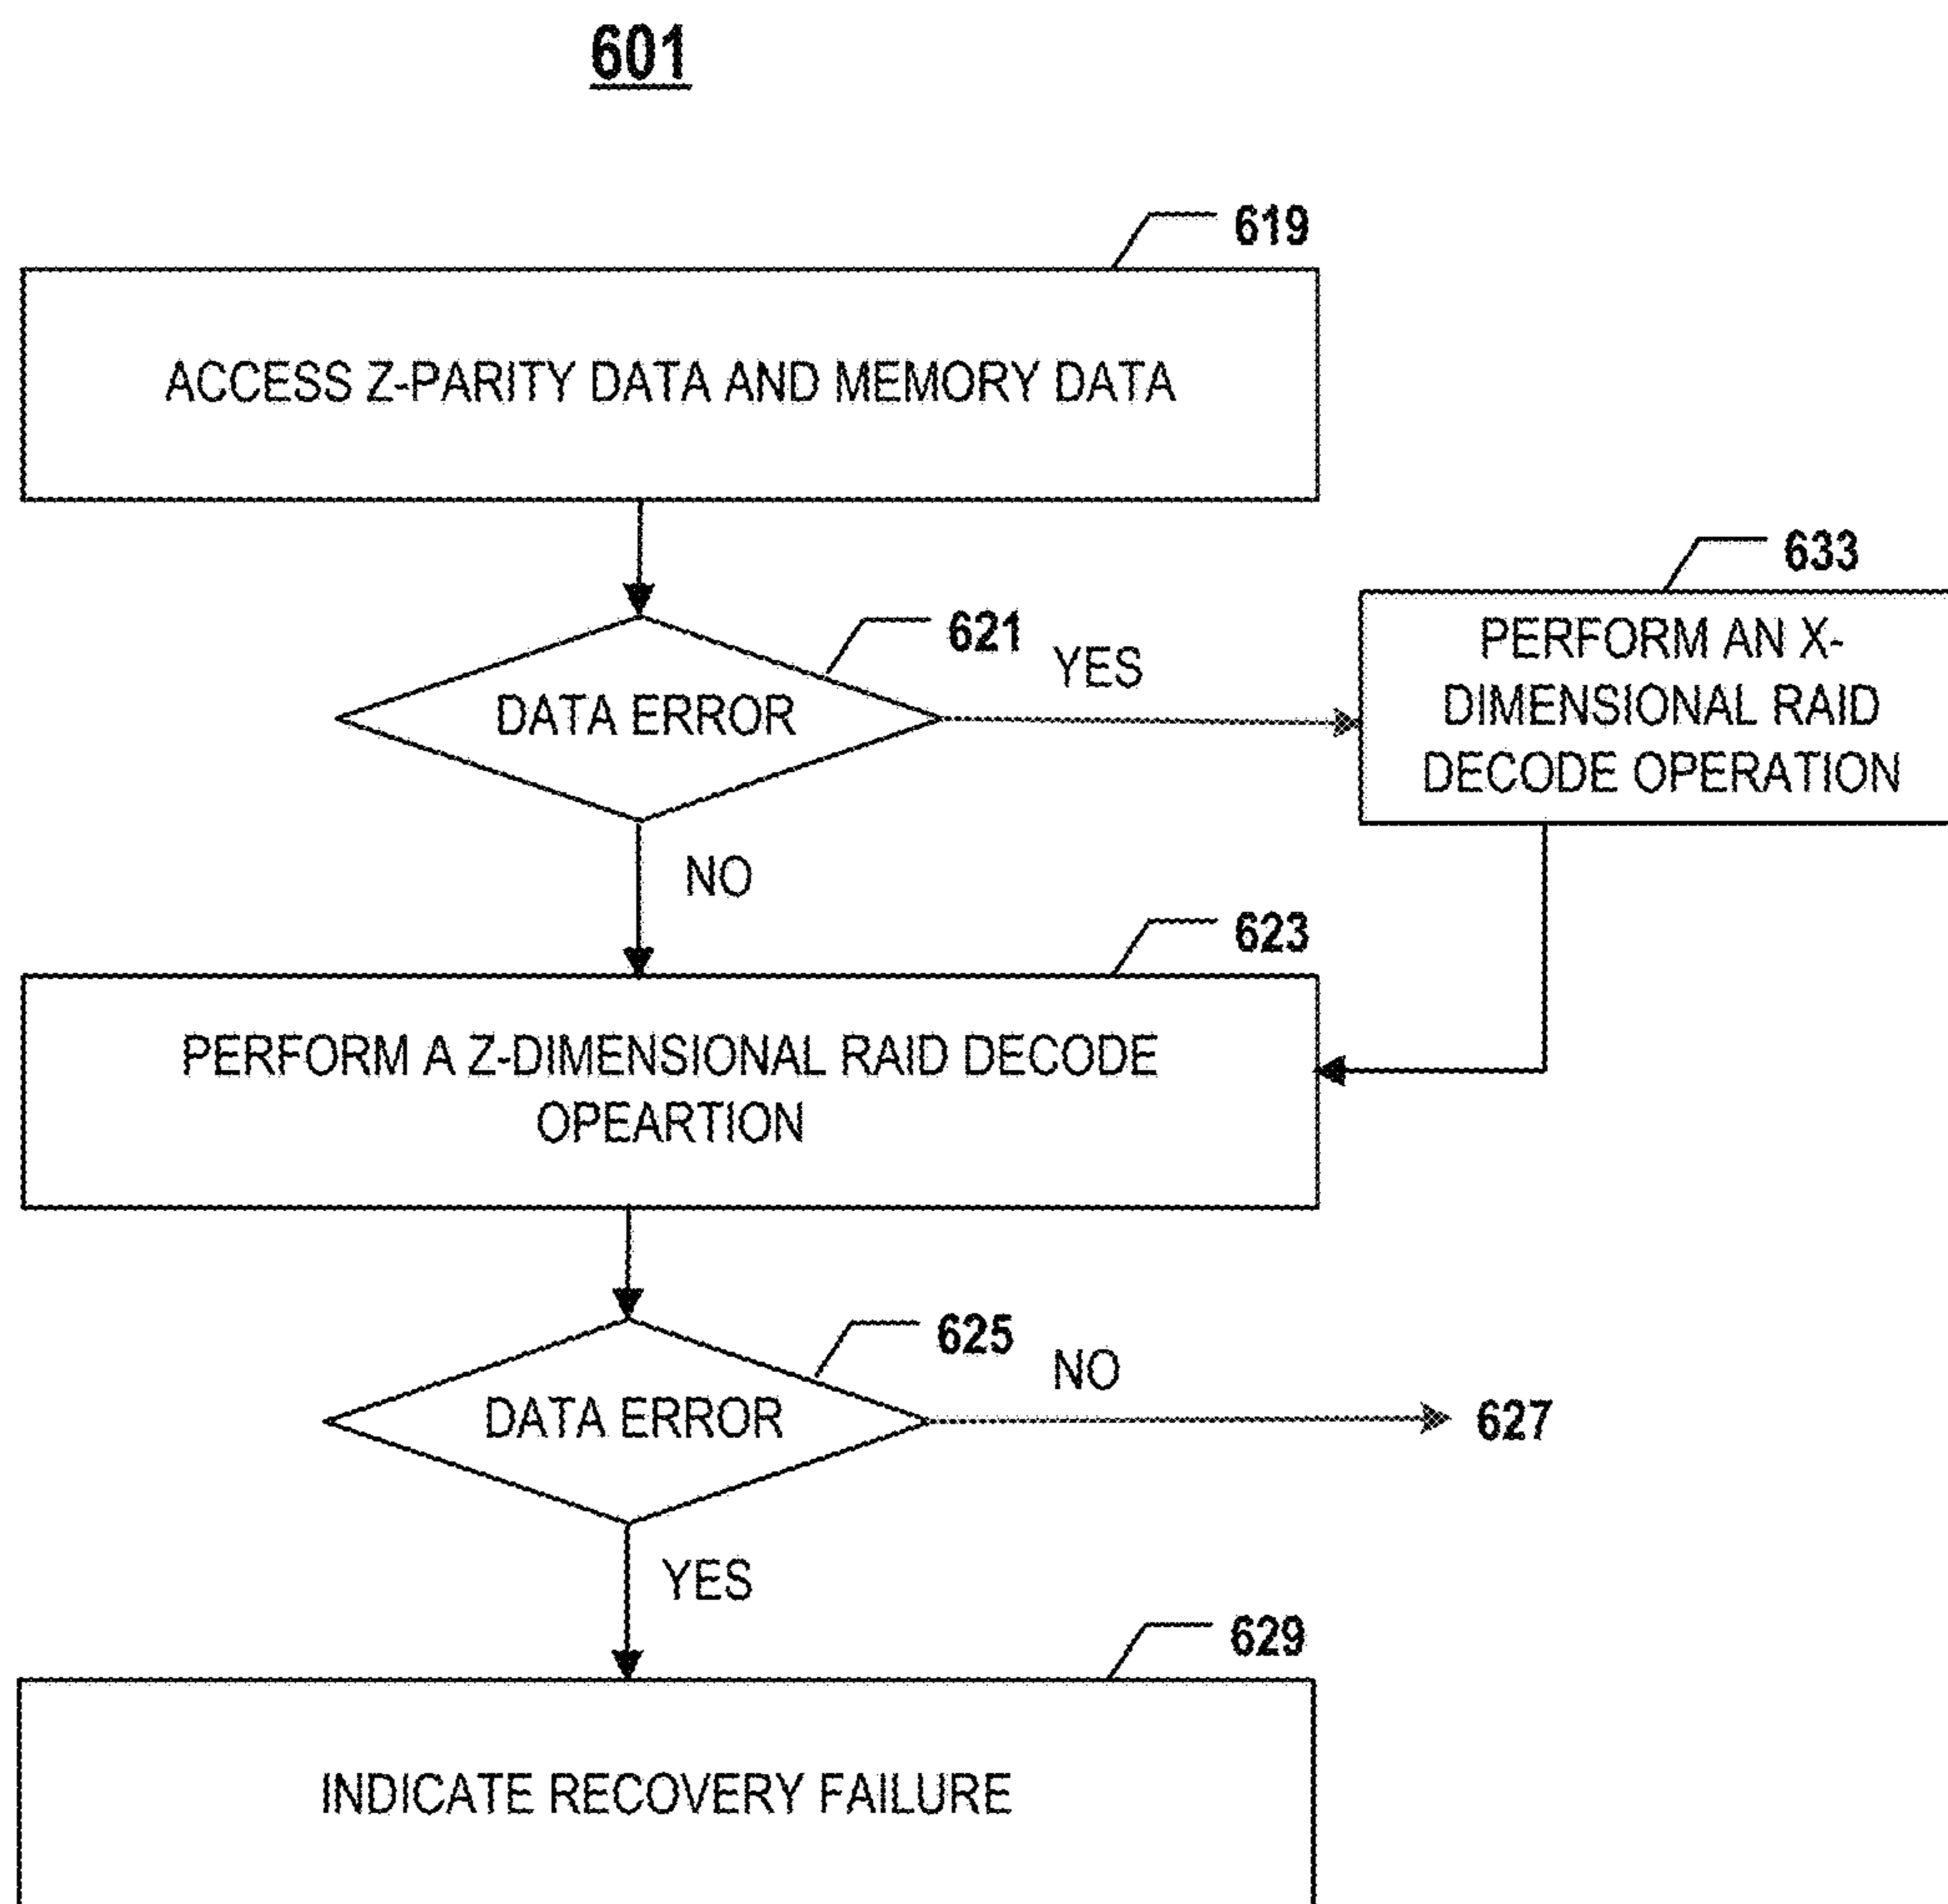 601
619
ACCESS Z-PARITY DATA AND MEMORY DATA
633
PERFORM AN X-
DIMENSIONAL RAID
DECODE OPERATION
621
YES
DATA ERROR
NO
623
PERFORM A Z-DIMENSIONAL RAID DECODE
OPEARTION
625
NO
DATA ERROR
627
YES
629
INDICATE RECOVERY FAILURE